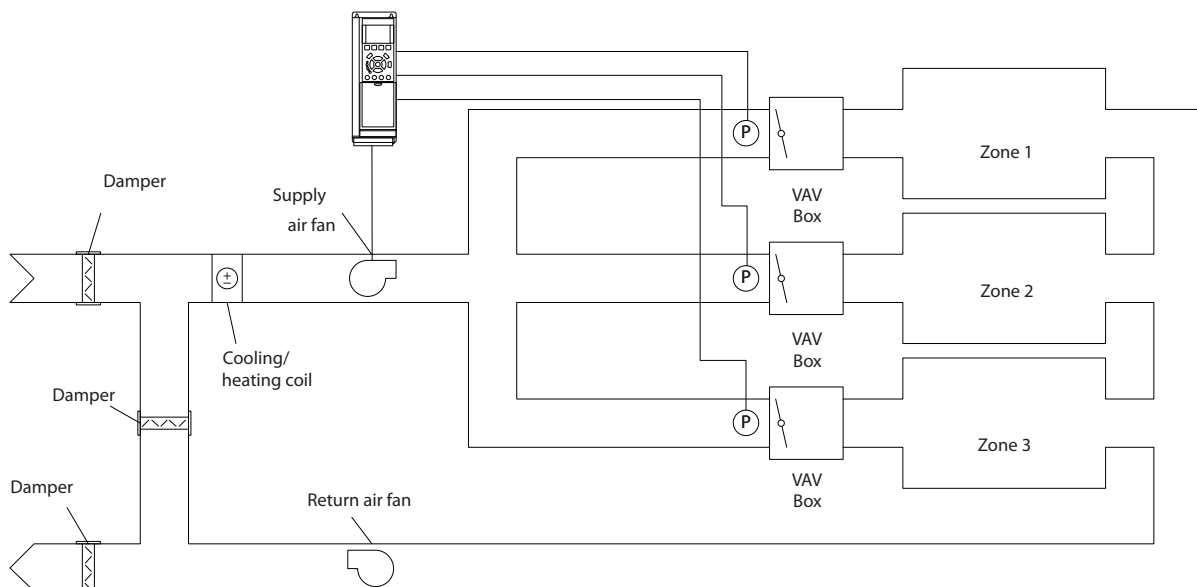 P
Zone 1
Damper
Supply
air fan
VAV
Box
P
Zone 2
±
VAV
Box
Cooling/
heating coil
Damper
P
Zone 3
VAV
Box
Damper
Return air fan